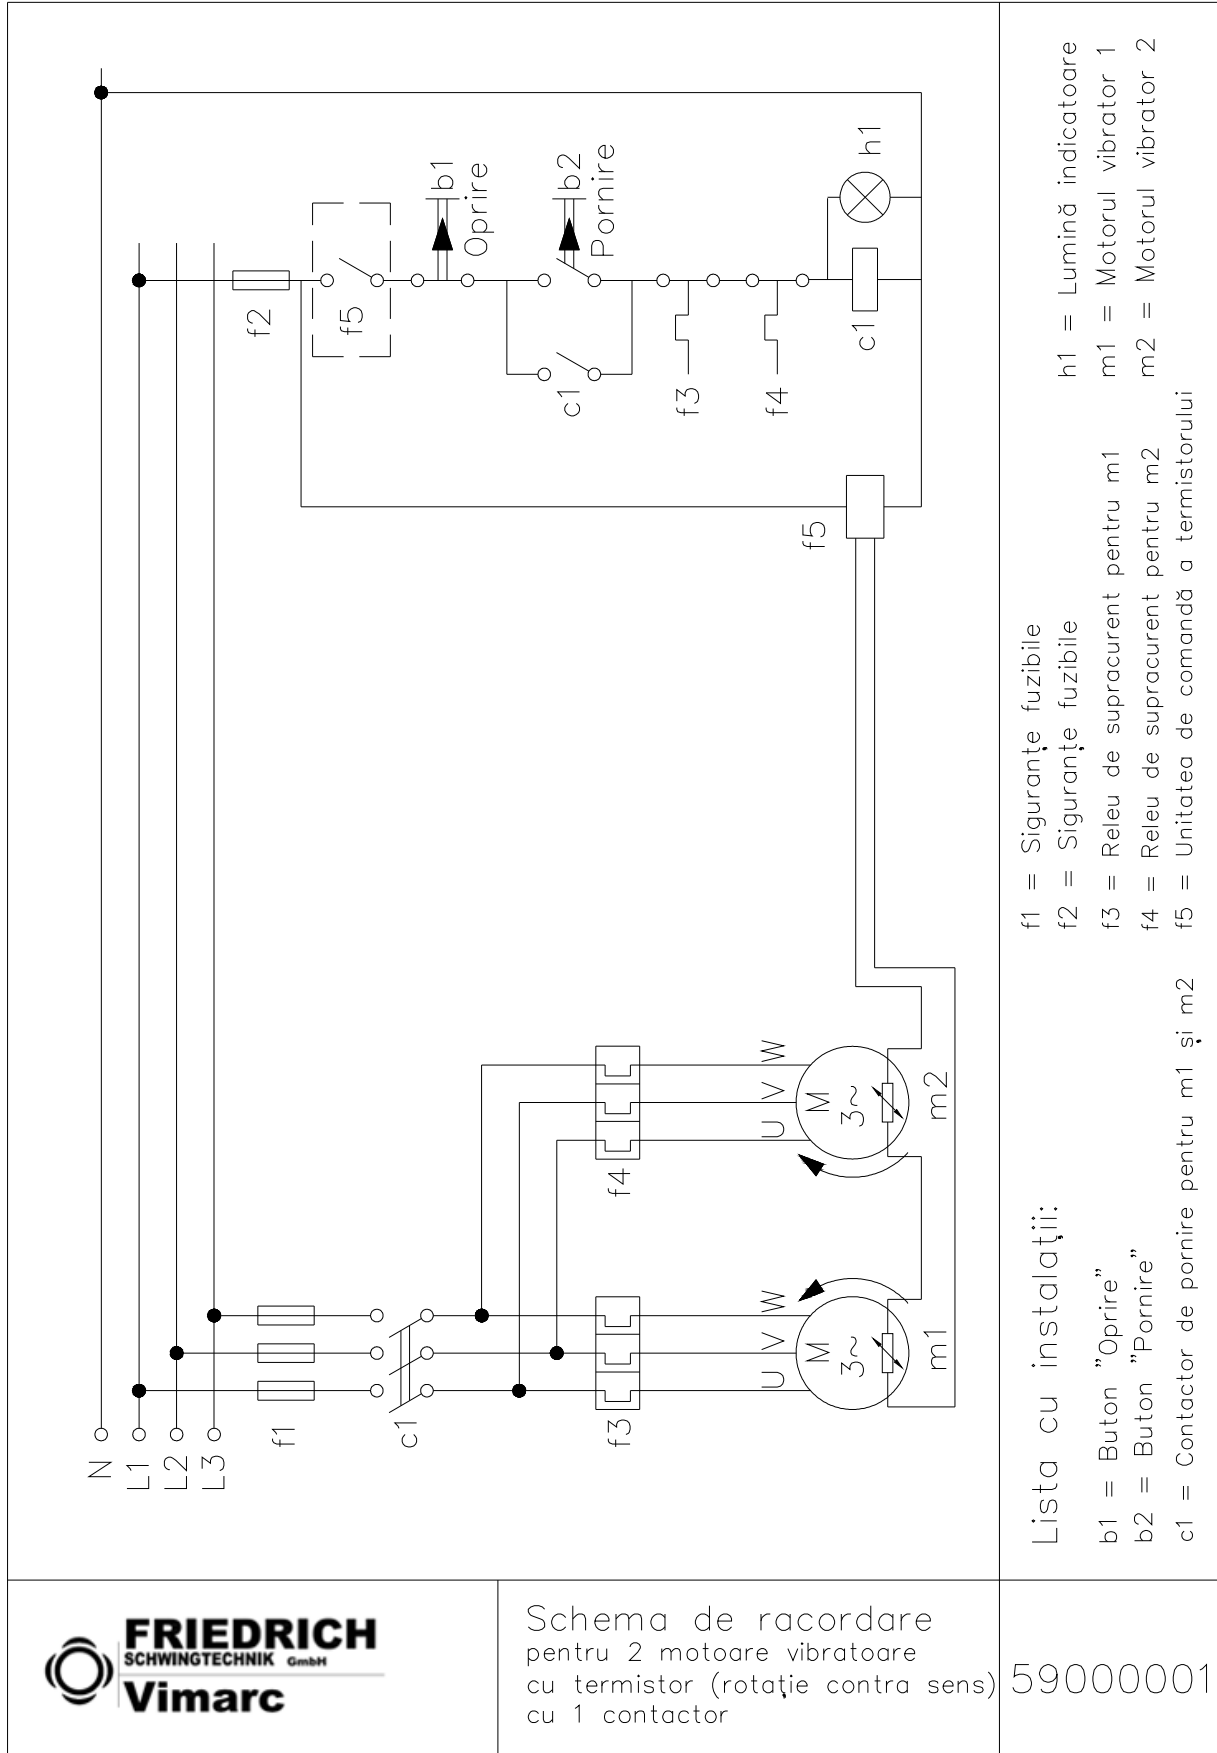 N
L1
L2
L3
f1
c1
f3
U V W
M
3~
m1
f4
U V W
M
3~
m2
f5
f2
f5
b1
Oprire
c1
b2
Pornire
f3
f4
c1
h1
Lista cu instalații:
b1 = Buton "Oprire"
b2 = Buton "Pornire"
c1 = Contactor de pornire pentru m1 și m2
f1 = Siguranțe fuzibile
f2 = Siguranțe fuzibile
f3 = Releu de supracurent pentru m1
f4 = Releu de supracurent pentru m2
f5 = Unitatea de comandă a termistorului
h1 = Lumină indicatoare
m1 = Motorul vibrator 1
m2 = Motorul vibrator 2
FRIEDRICH
SCHWINGTECHNIK GmbH
Vimarc
Schema de racordare
pentru 2 motoare vibratoare
cu termistor (rotație contra sens)
cu 1 contactor
59000001